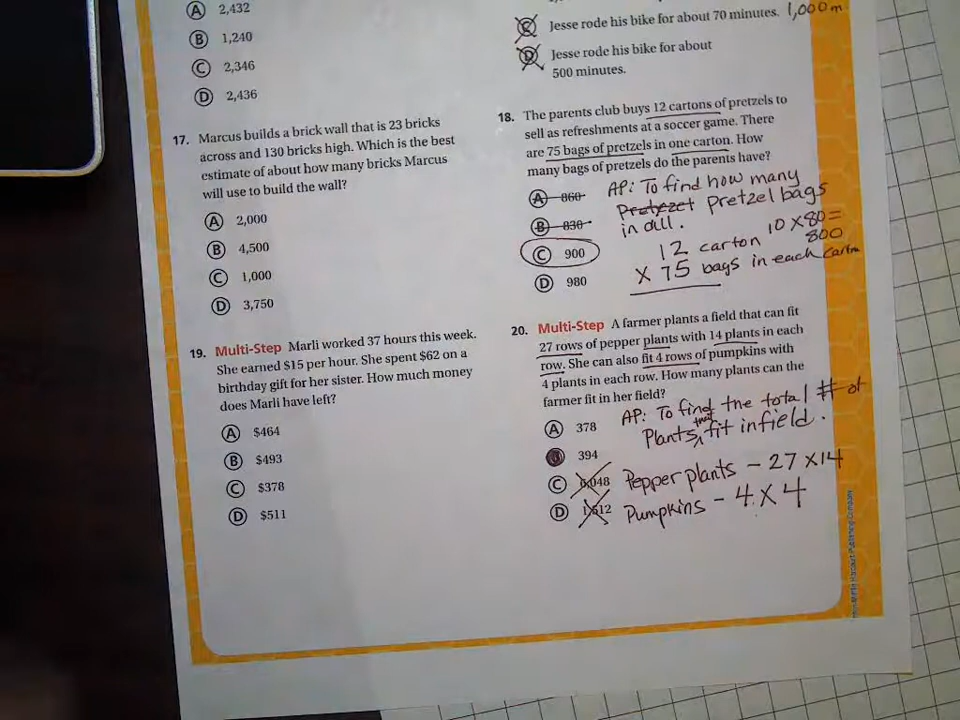 A 2,432
B 1,240
C 2,346
D 2,436
17. Marcus builds a brick wall that is 23 bricks
across and 130 bricks high. Which is the best
estimate of about how many bricks Marcus
will use to build the wall?
A 2,000
B 4,500
C 1,000
D 3,750
19. Multi-Step Marli worked 37 hours this week.
She earned $15 per hour. She spent $62 on a
birthday gift for her sister. How much money
does Marli have left?
A $464
B $493
C $378
D $511
C Jesse rode his bike for about 70 minutes. 1,000 m
D Jesse rode his bike for about
500 minutes.
18. The parents club buys 12 cartons of pretzels to
sell as refreshments at a soccer game. There
are 75 bags of pretzels in one carton. How
many bags of pretzels do the parents have?
A 860
B 830
C 900
D 980
AP: To find how many
pretzel bags
in all.
10 X 80 =
800
12 carton
X 75 bags in each carton
20. Multi-Step A farmer plants a field that can fit
27 rows of pepper plants with 14 plants in each
row. She can also fit 4 rows of pumpkins with
4 plants in each row. How many plants can the
farmer fit in her field?
A 378
B 394
C 6,048
D 1,512
AP: To find the total # of
Plants that fit in field.
Pepper plants - 27 X 14
Pumpkins - 4 X 4
Harcourt Publishing Company